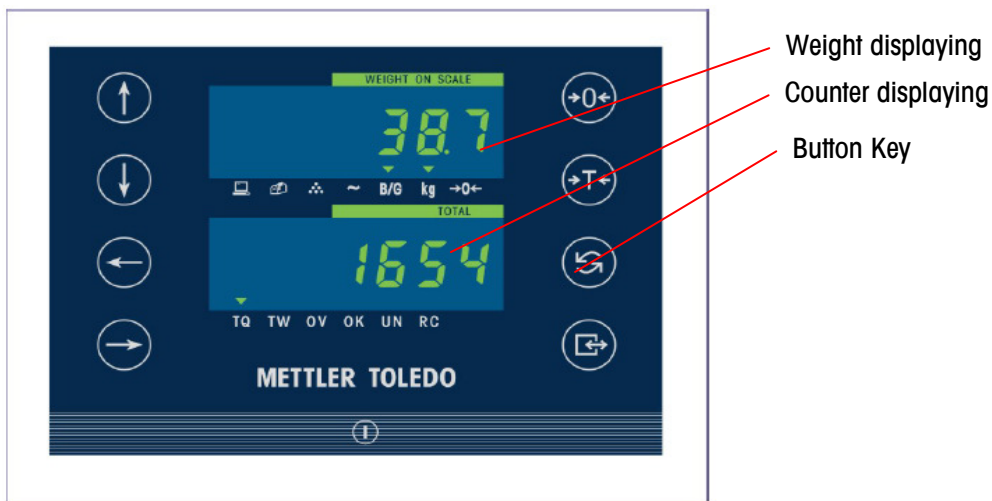 Weight displaying
Counter displaying
Button Key
WEIGHT ON SCALE
38.7
~ B/G kg →0←
TOTAL
1654
TQ TW OV OK UN RC
METTLER TOLEDO
→0←
→T←